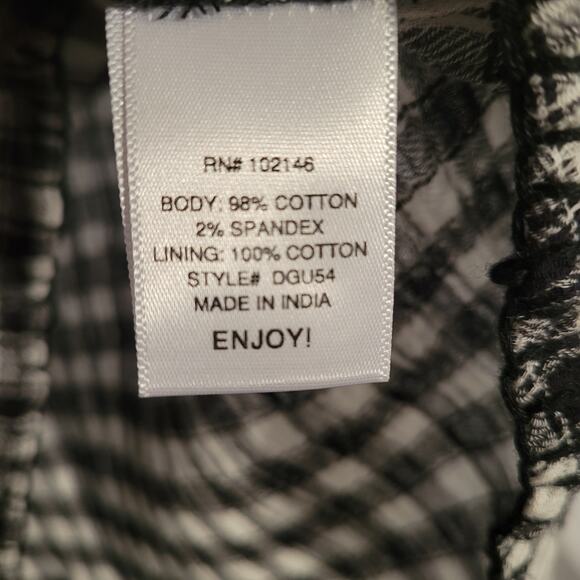 RN# 102146
BODY: 98% COTTON
2% SPANDEX
LINING: 100% COTTON
STYLE# DGU54
MADE IN INDIA
ENJOY!